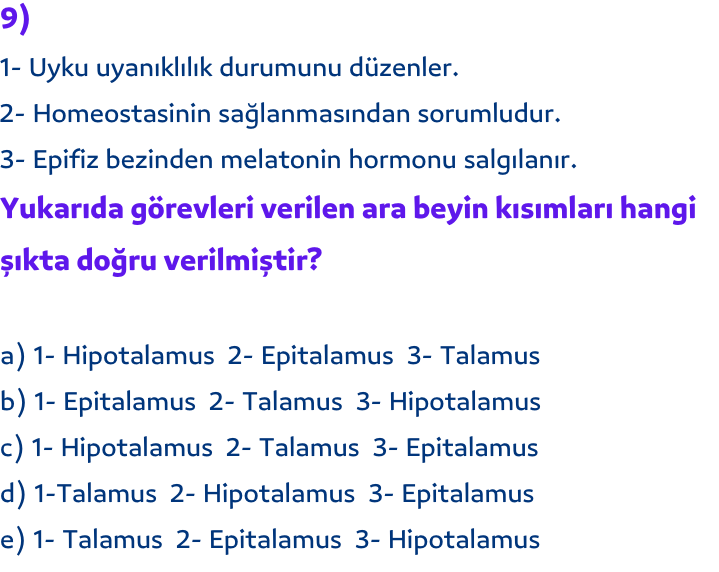 9)
1- Uyku uyanıklılık durumunu düzenler.
2- Homeostasinin sağlanmasından sorumludur.
3- Epifiz bezinden melatonin hormonu salgılanır.
Yukarıda görevleri verilen ara beyin kısımları hangi
şıkta doğru verilmiştir?
a) 1- Hipotalamus 2- Epitalamus 3- Talamus
b) 1- Epitalamus 2- Talamus 3- Hipotalamus
c) 1- Hipotalamus 2- Talamus 3- Epitalamus
d) 1-Talamus 2- Hipotalamus 3- Epitalamus
e) 1- Talamus 2- Epitalamus 3- Hipotalamus